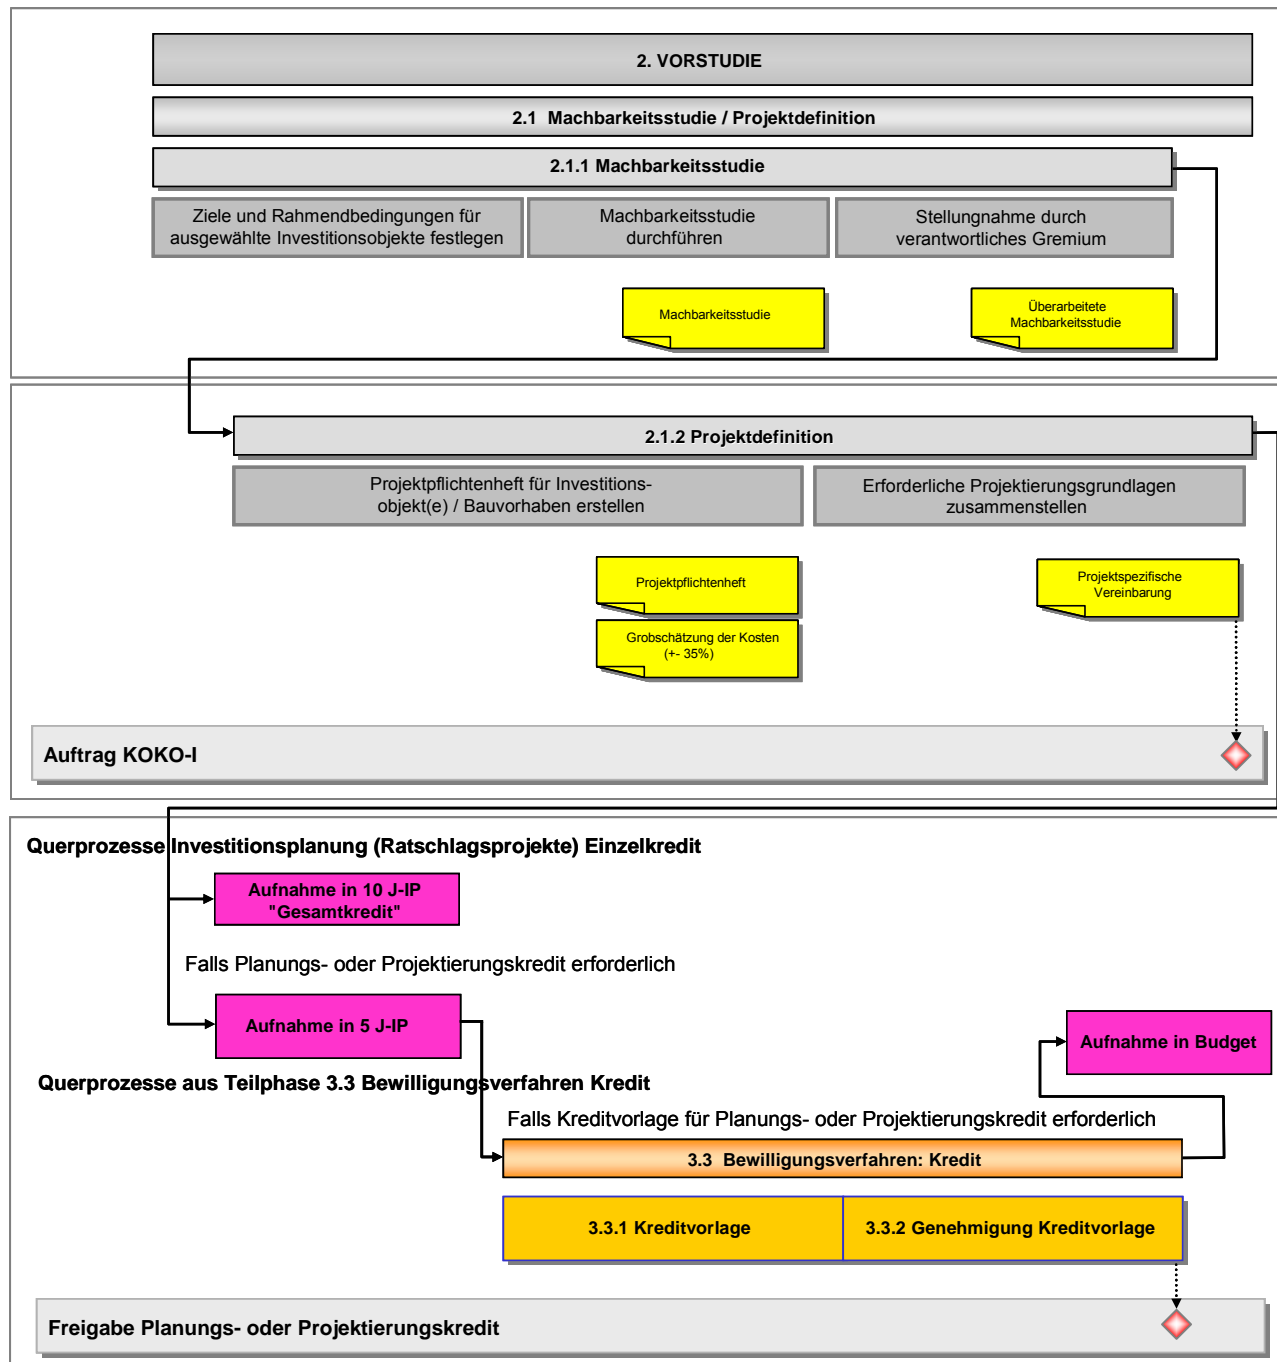 2. VORSTUDIE
2.1 Machbarkeitsstudie / Projektdefinition
2.1.1 Machbarkeitsstudie
Ziele und Rahmendbedingungen für
ausgewählte Investitionsobjekte festlegen
Machbarkeitsstudie
durchführen
Stellungnahme durch
verantwortliches Gremium
Machbarkeitsstudie
Überarbeitete
Machbarkeitsstudie
2.1.2 Projektdefinition
Projektpflichtenheft für Investitions-
objekt(e) / Bauvorhaben erstellen
Erforderliche Projektierungsgrundlagen
zusammenstellen
Projektpflichtenheft
Projektspezifische
Vereinbarung
Grobschätzung der Kosten
(+- 35%)
Auftrag KOKO-I
Querprozesse Investitionsplanung (Ratschlagsprojekte) Einzelkredit
Aufnahme in 10 J-IP
"Gesamtkredit"
Falls Planungs- oder Projektierungskredit erforderlich
Aufnahme in 5 J-IP
Aufnahme in Budget
Querprozesse aus Teilphase 3.3 Bewilligungsverfahren Kredit
Falls Kreditvorlage für Planungs- oder Projektierungskredit erforderlich
3.3 Bewilligungsverfahren: Kredit
3.3.1 Kreditvorlage
3.3.2 Genehmigung Kreditvorlage
Freigabe Planungs- oder Projektierungskredit